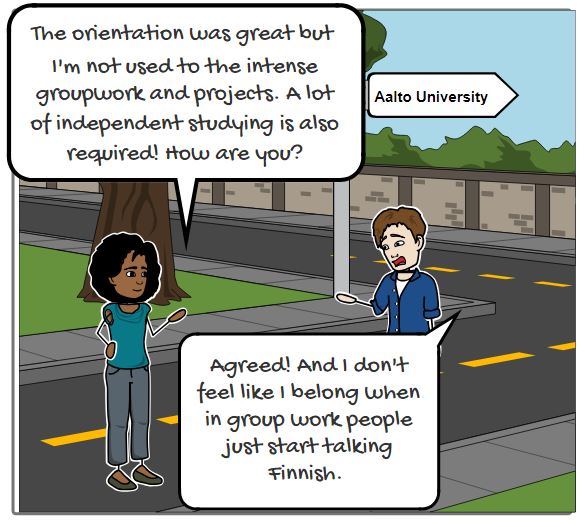 The orientation was great but
I'm not used to the intense
groupwork and projects. A lot
of independent studying is also
required! How are you?
Aalto University
Agreed! And I don't
feel like I belong when
in group work people
just start talking
Finnish.